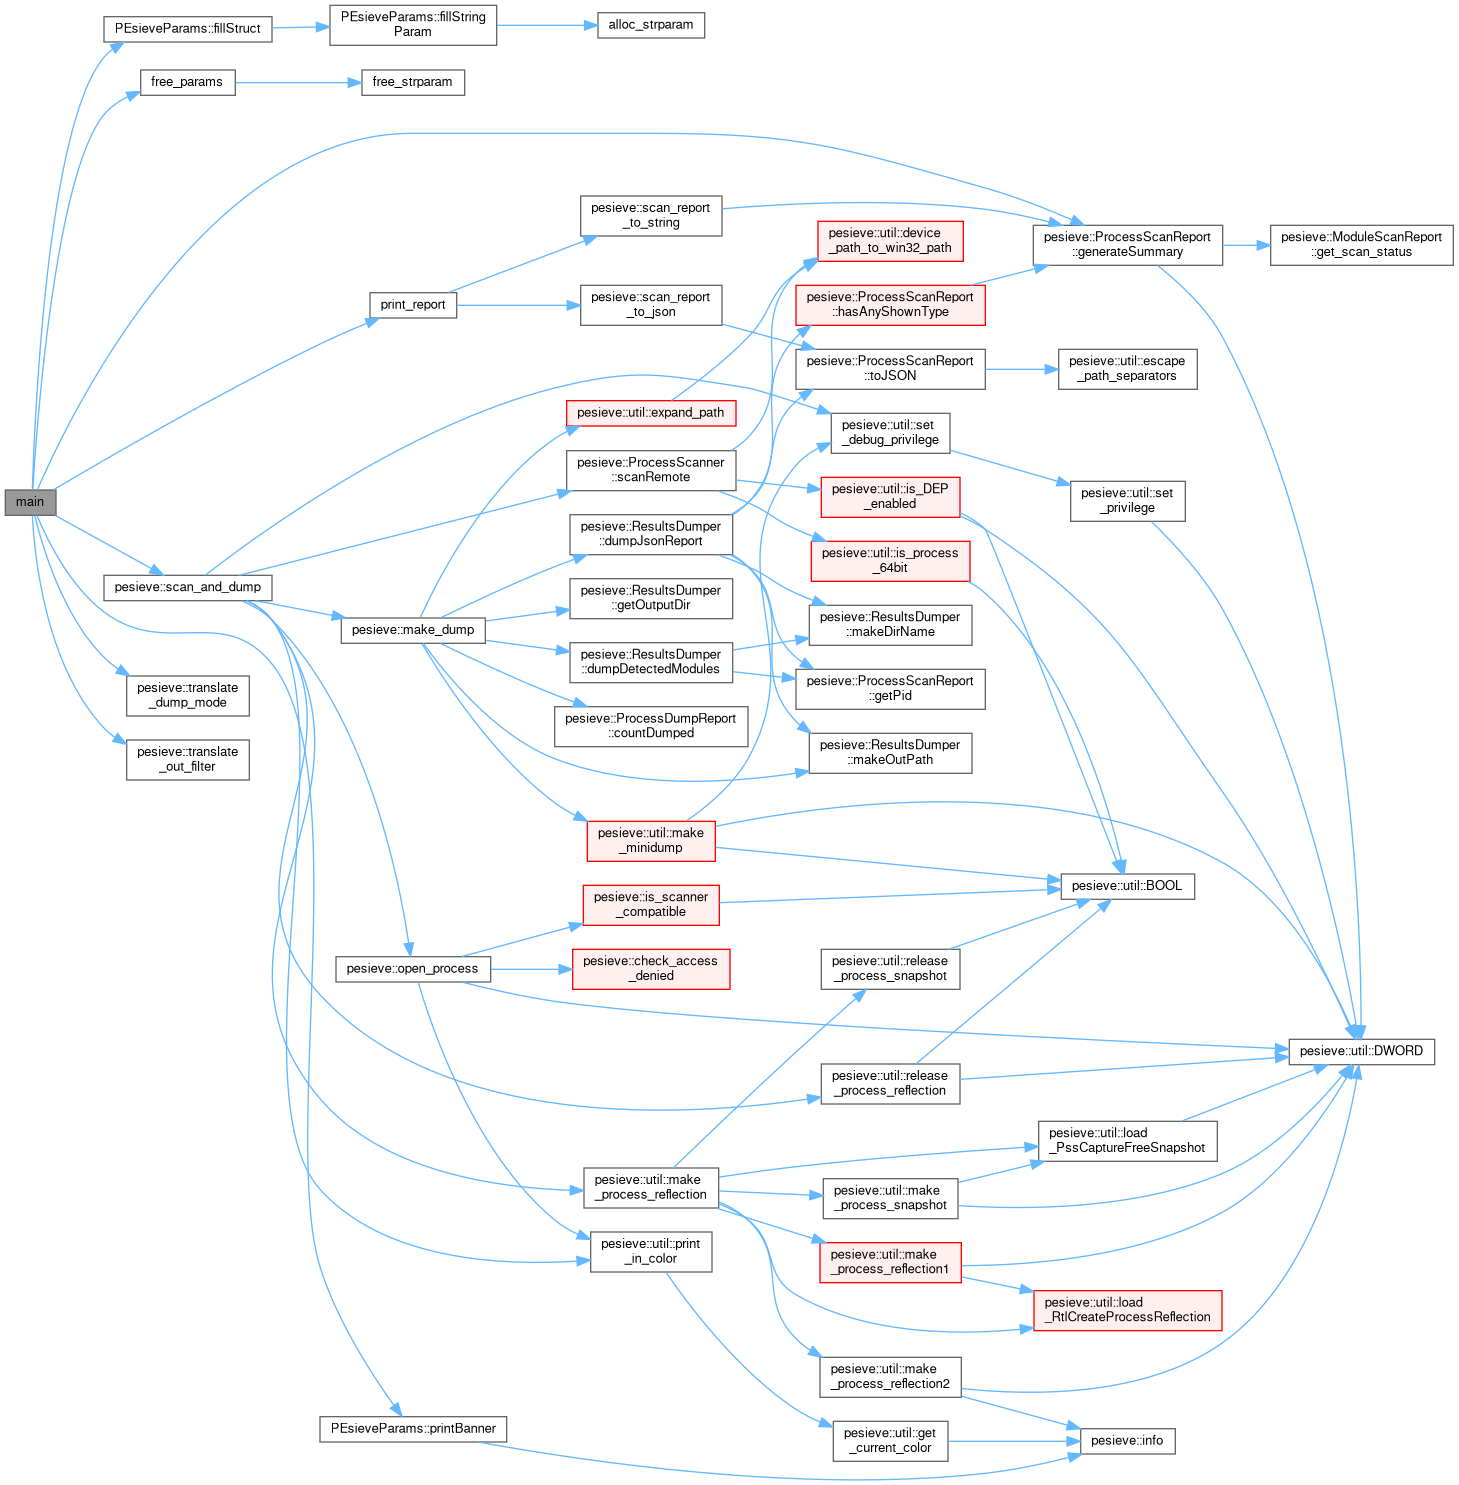 PEsieveParams::fillStruct
PEsieveParams::fillString
Param
alloc_strparam
free_params
free_strparam
pesieve::scan_report
_to_string
pesieve::util::device
_path_to_win32_path
pesieve::ProcessScanReport
::generateSummary
pesieve::ModuleScanReport
::get_scan_status
print_report
pesieve::scan_report
_to_json
pesieve::ProcessScanReport
::hasAnyShownType
pesieve::ProcessScanReport
::toJSON
pesieve::util::escape
_path_separators
pesieve::util::expand_path
pesieve::util::set
_debug_privilege
pesieve::ProcessScanner
::scanRemote
main
pesieve::util::is_DEP
_enabled
pesieve::util::set
_privilege
pesieve::ResultsDumper
::dumpJsonReport
pesieve::util::is_process
_64bit
pesieve::scan_and_dump
pesieve::ResultsDumper
::getOutputDir
pesieve::make_dump
pesieve::ResultsDumper
::makeDirName
pesieve::ResultsDumper
::dumpDetectedModules
pesieve::translate
_dump_mode
pesieve::ProcessScanReport
::getPid
pesieve::ProcessDumpReport
::countDumped
pesieve::translate
_out_filter
pesieve::ResultsDumper
::makeOutPath
pesieve::util::make
_minidump
pesieve::util::BOOL
pesieve::is_scanner
_compatible
pesieve::open_process
pesieve::check_access
_denied
pesieve::util::release
_process_snapshot
pesieve::util::DWORD
pesieve::util::release
_process_reflection
pesieve::util::load
_PssCaptureFreeSnapshot
pesieve::util::make
_process_reflection
pesieve::util::make
_process_snapshot
pesieve::util::print
_in_color
pesieve::util::make
_process_reflection1
pesieve::util::load
_RtlCreateProcessReflection
pesieve::util::make
_process_reflection2
PEsieveParams::printBanner
pesieve::util::get
_current_color
pesieve::info